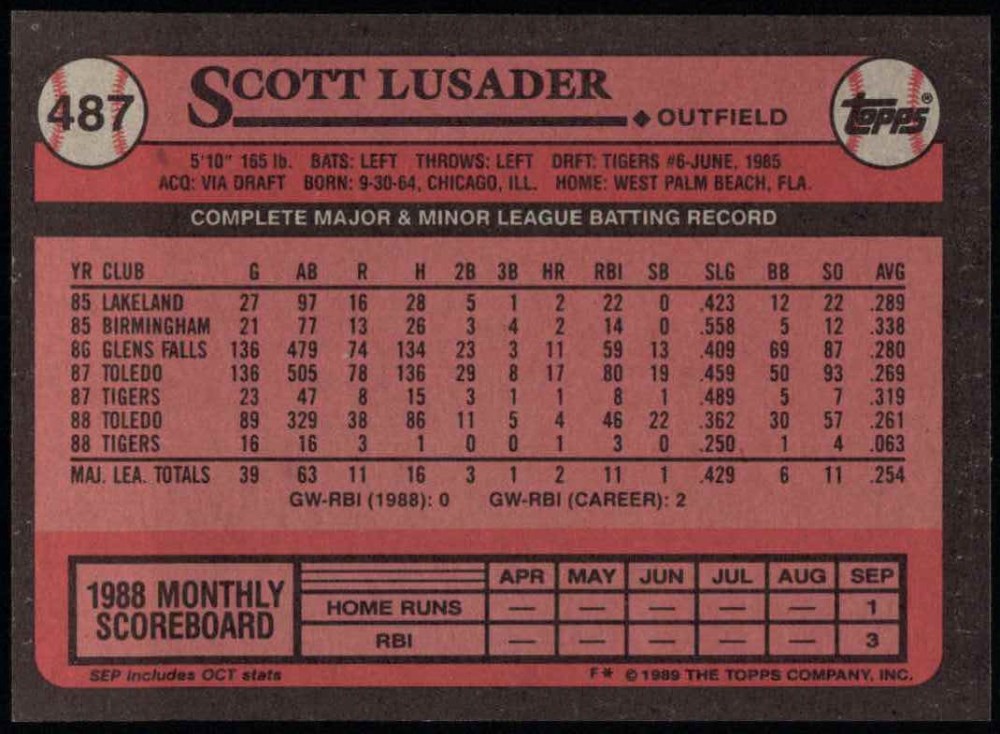 487
SCOTT LUSADER
OUTFIELD
TOPPS®
5'10" 165 lb. BATS: LEFT THROWS: LEFT DRFT: TIGERS #6-JUNE, 1985
ACQ: VIA DRAFT BORN: 9-30-64, CHICAGO, ILL. HOME: WEST PALM BEACH, FLA.
COMPLETE MAJOR & MINOR LEAGUE BATTING RECORD
YR CLUB G AB R H 2B 3B HR RBI SB SLG BB SO AVG
85 LAKELAND 27 97 16 28 5 1 2 22 0 .423 12 22 .289
85 BIRMINGHAM 21 77 13 26 3 4 2 14 0 .558 5 12 .338
86 GLENS FALLS 136 479 74 134 23 3 11 59 13 .409 69 87 .280
87 TOLEDO 136 505 78 136 29 8 17 80 19 .459 50 93 .269
87 TIGERS 23 47 8 15 3 1 1 8 1 .489 5 7 .319
88 TOLEDO 89 329 38 86 11 5 4 46 22 .362 30 57 .261
88 TIGERS 16 16 3 1 0 0 1 3 0 .250 1 4 .063
MAJ. LEA. TOTALS 39 63 11 16 3 1 2 11 1 .429 6 11 .254
GW-RBI (1988): 0 GW-RBI (CAREER): 2
1988 MONTHLY
SCOREBOARD
APR MAY JUN JUL AUG SEP
HOME RUNS — — — — — 1
RBI — — — — — 3
SEP includes OCT stats
F* © 1989 THE TOPPS COMPANY, INC.